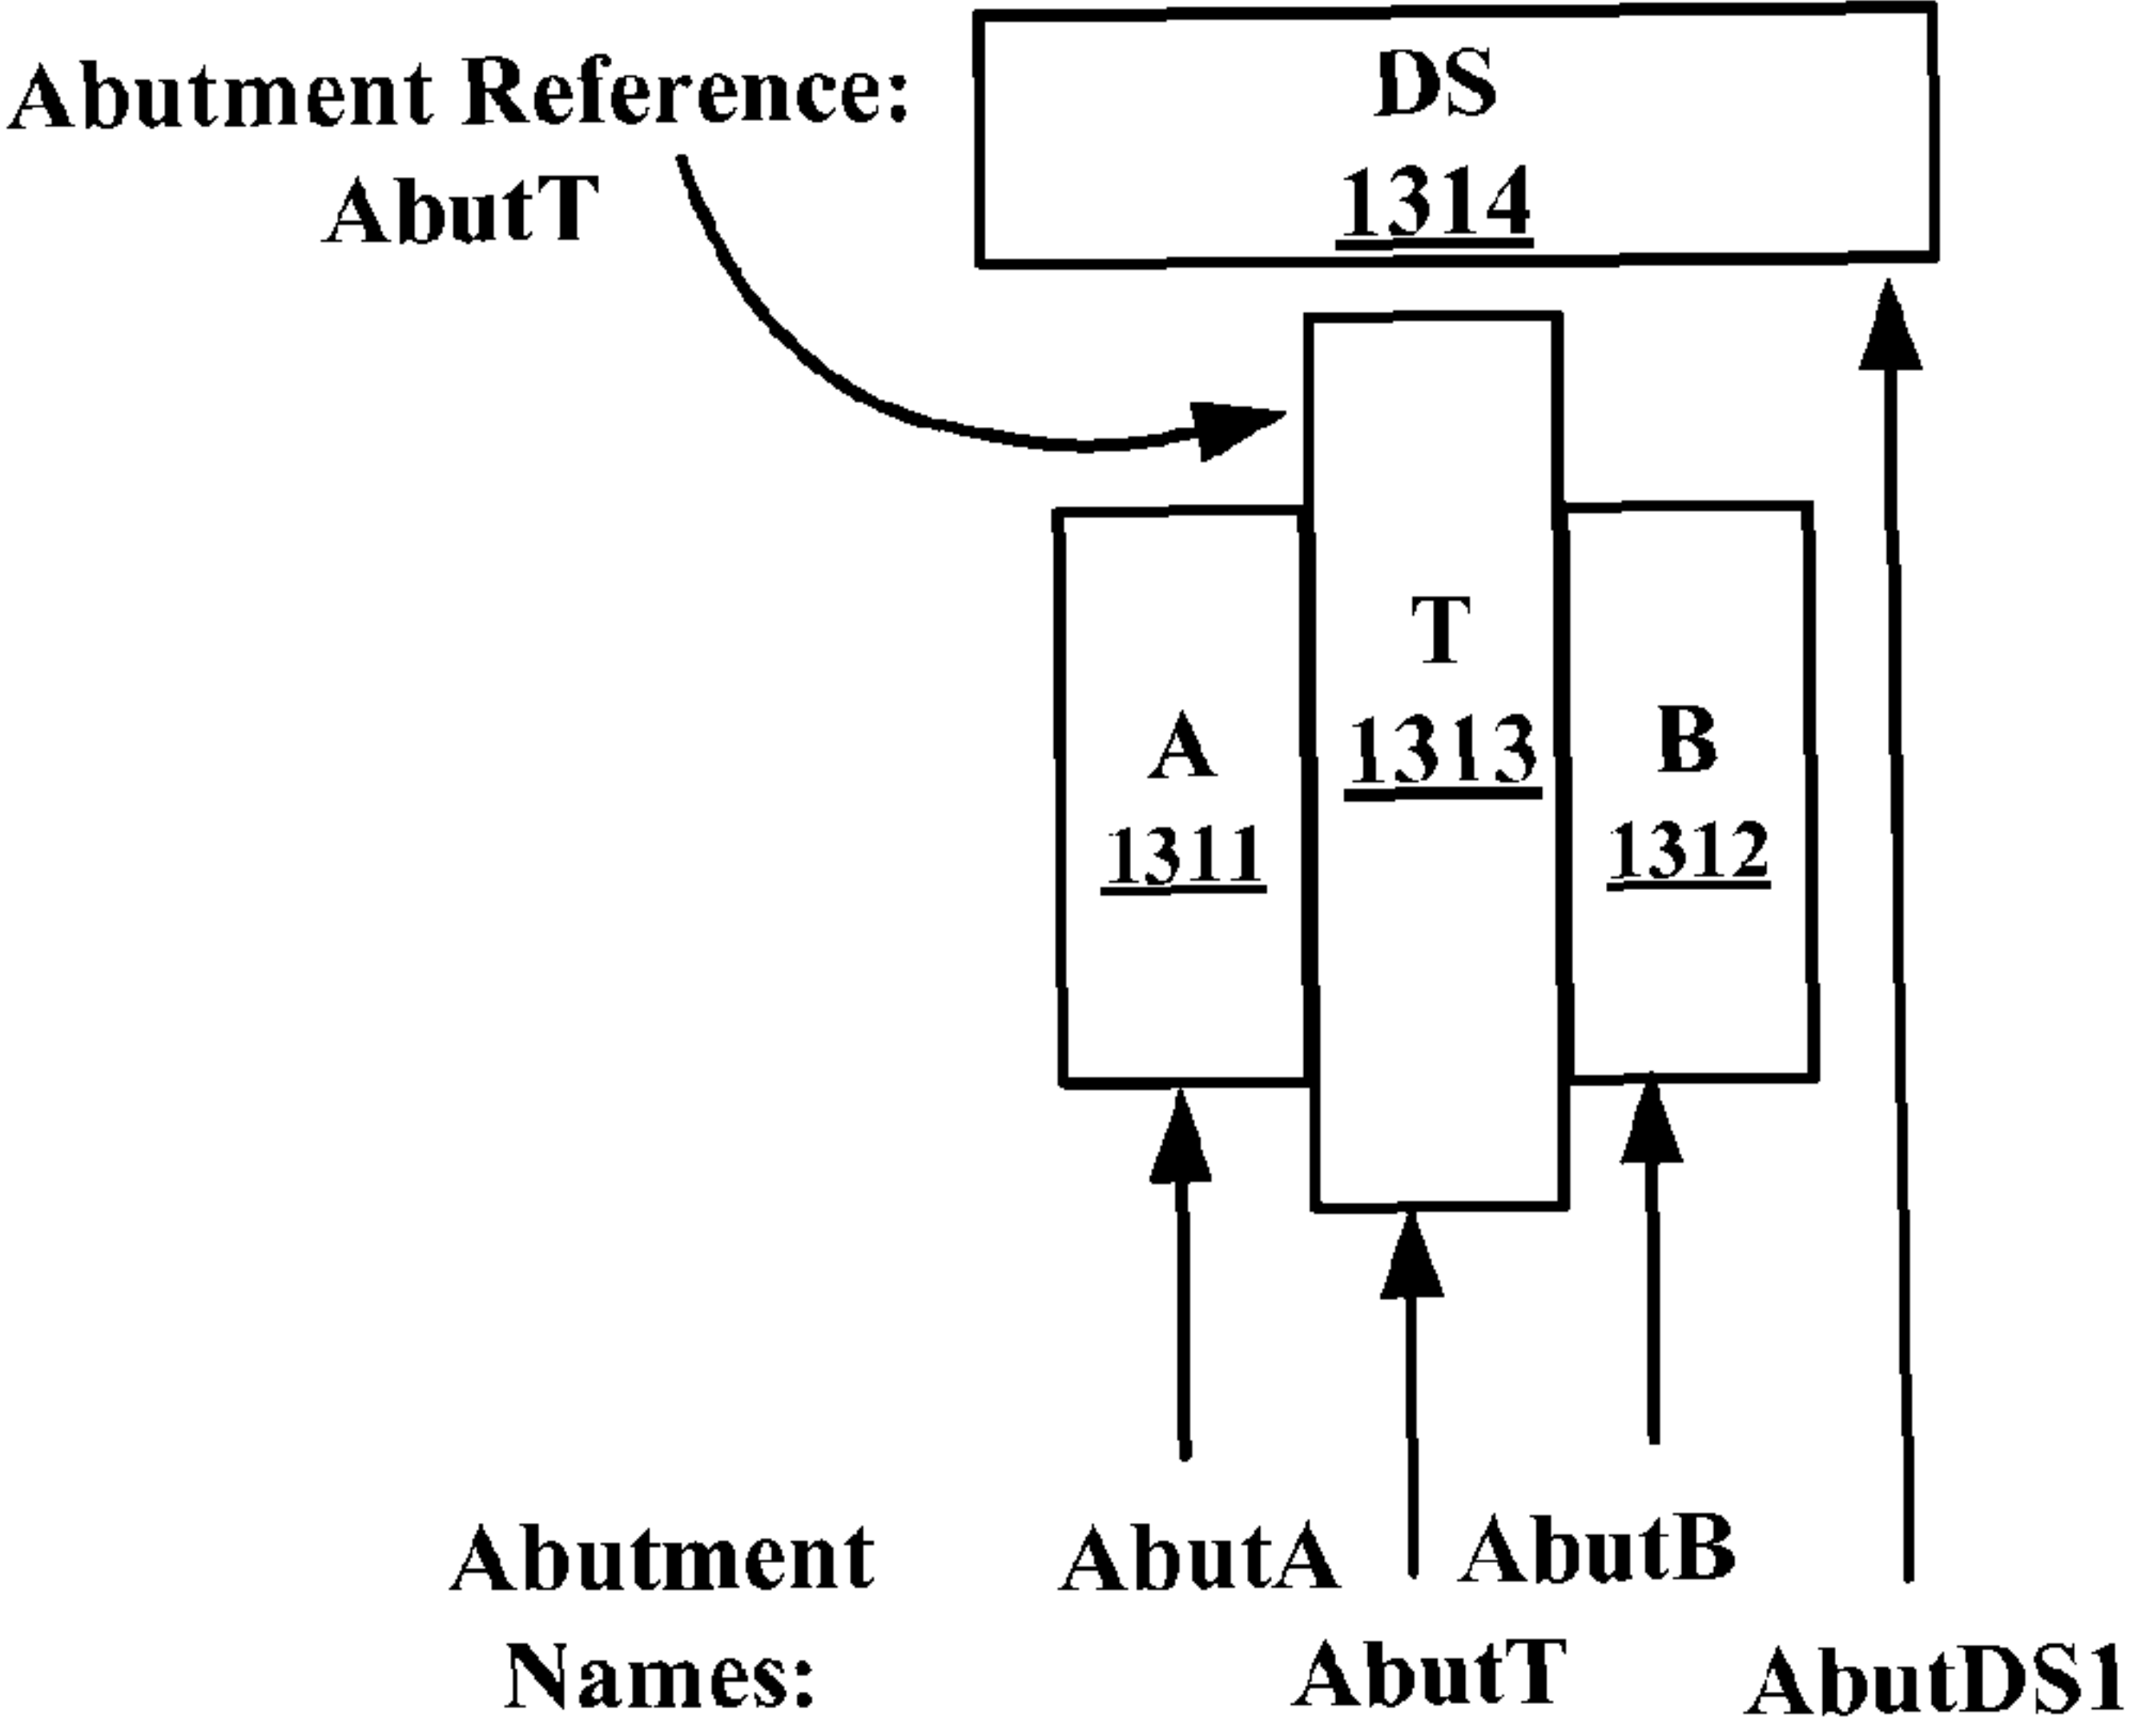 Abutment Reference:
AbutT
DS
1314
T
1313
A
1311
B
1312
Abutment
Names:
AbutA
AbutT
AbutB
AbutDS1